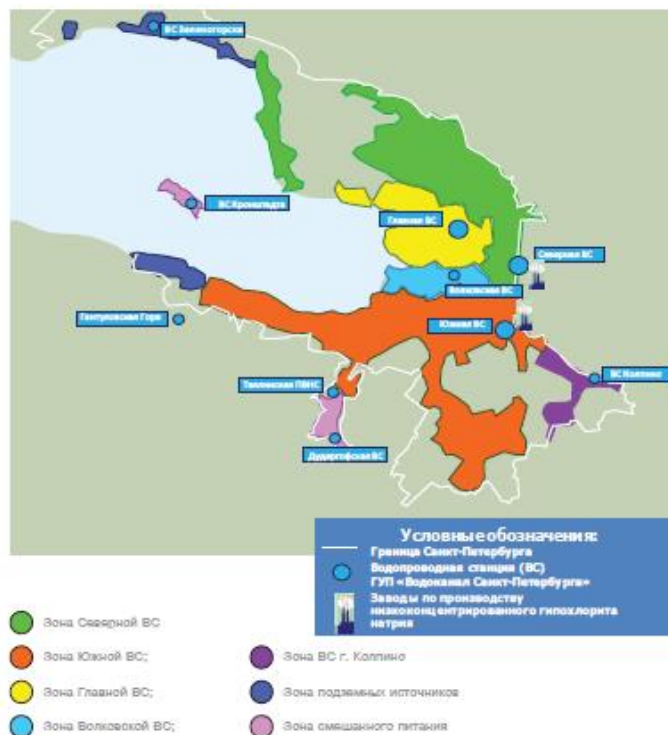 ВС Зеленогорска
ВС Кронштадта
Главная ВС
Северная ВС
Волковская ВС
Южная ВС
Таллинская ПВНС
ВС Колпино
Дудергофская ВС
Условные обозначения:
Граница Санкт-Петербурга
Водопроводная станция (ВС)
ГУП «Водоканал Санкт-Петербурга»
Заводы по производству
низкоконцентрированного гипохлорита
натрия
Зона Северной ВС
Зона Южной ВС;
Зона Главной ВС;
Зона Волковской ВС;
Зона ВС г. Колпино
Зона подземных источников
Зона смешанного питания